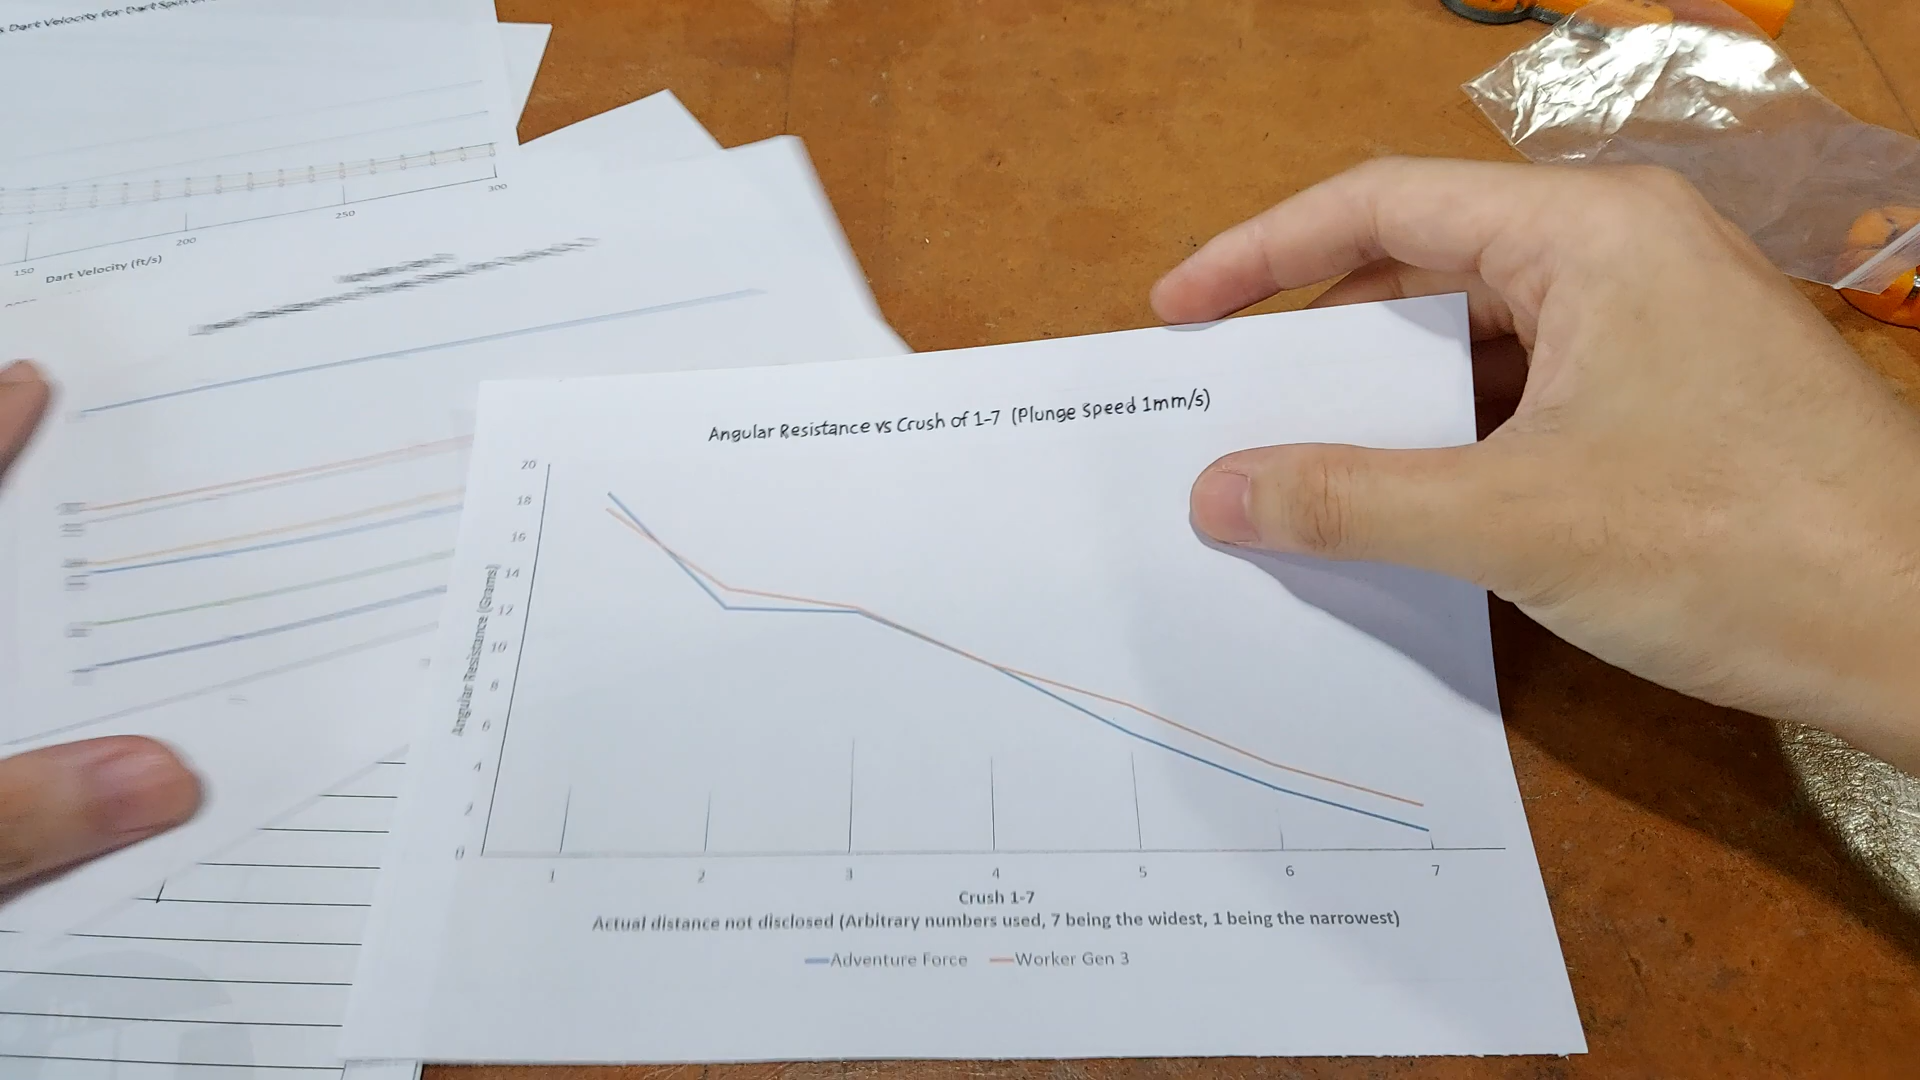 Dart Velocity for Dart Spin
150
200
250
300
Dart Velocity (ft/s)
Angular Resistance vs Crush of 1-7 (Plunge Speed 1mm/s)
20
18
16
14
12
10
8
6
4
2
0
Angular Resistance (Grams)
1 2 3 4 5 6 7
Crush 1-7
Actual distance not disclosed (Arbitrary numbers used, 7 being the widest, 1 being the narrowest)
Adventure Force Worker Gen 3